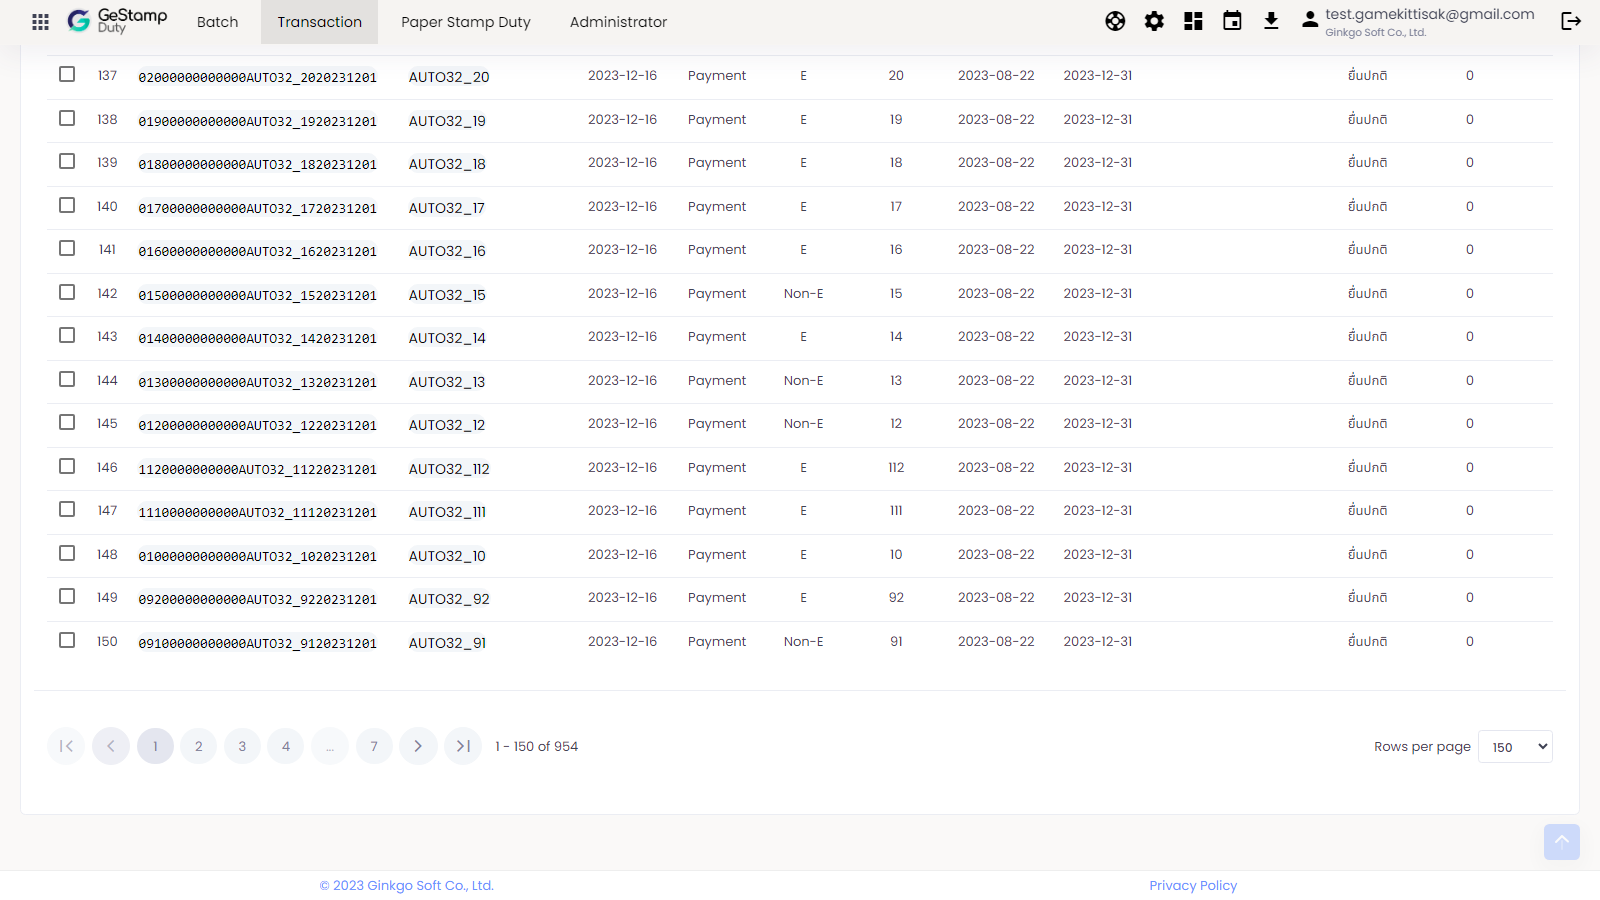 GeStamp Duty Batch Transaction Paper Stamp Duty Administrator test.gamekittisak@gmail.com
Ginkgo Soft Co., Ltd.
137 02000000000000AUTO32_2020231201 AUTO32_20 2023-12-16 Payment E 20 2023-08-22 2023-12-31 ยื่นปกติ 0
138 01900000000000AUTO32_1920231201 AUTO32_19 2023-12-16 Payment E 19 2023-08-22 2023-12-31 ยื่นปกติ 0
139 01800000000000AUTO32_1820231201 AUTO32_18 2023-12-16 Payment E 18 2023-08-22 2023-12-31 ยื่นปกติ 0
140 01700000000000AUTO32_1720231201 AUTO32_17 2023-12-16 Payment E 17 2023-08-22 2023-12-31 ยื่นปกติ 0
141 01600000000000AUTO32_1620231201 AUTO32_16 2023-12-16 Payment E 16 2023-08-22 2023-12-31 ยื่นปกติ 0
142 01500000000000AUTO32_1520231201 AUTO32_15 2023-12-16 Payment Non-E 15 2023-08-22 2023-12-31 ยื่นปกติ 0
143 01400000000000AUTO32_1420231201 AUTO32_14 2023-12-16 Payment E 14 2023-08-22 2023-12-31 ยื่นปกติ 0
144 01300000000000AUTO32_1320231201 AUTO32_13 2023-12-16 Payment Non-E 13 2023-08-22 2023-12-31 ยื่นปกติ 0
145 01200000000000AUTO32_1220231201 AUTO32_12 2023-12-16 Payment Non-E 12 2023-08-22 2023-12-31 ยื่นปกติ 0
146 1120000000000AUTO32_11220231201 AUTO32_112 2023-12-16 Payment E 112 2023-08-22 2023-12-31 ยื่นปกติ 0
147 1110000000000AUTO32_11120231201 AUTO32_111 2023-12-16 Payment E 111 2023-08-22 2023-12-31 ยื่นปกติ 0
148 01000000000000AUTO32_1020231201 AUTO32_10 2023-12-16 Payment E 10 2023-08-22 2023-12-31 ยื่นปกติ 0
149 09200000000000AUTO32_9220231201 AUTO32_92 2023-12-16 Payment E 92 2023-08-22 2023-12-31 ยื่นปกติ 0
150 09100000000000AUTO32_9120231201 AUTO32_91 2023-12-16 Payment Non-E 91 2023-08-22 2023-12-31 ยื่นปกติ 0
1 2 3 4 ... 7 1 - 150 of 954 Rows per page 150
© 2023 Ginkgo Soft Co., Ltd. Privacy Policy